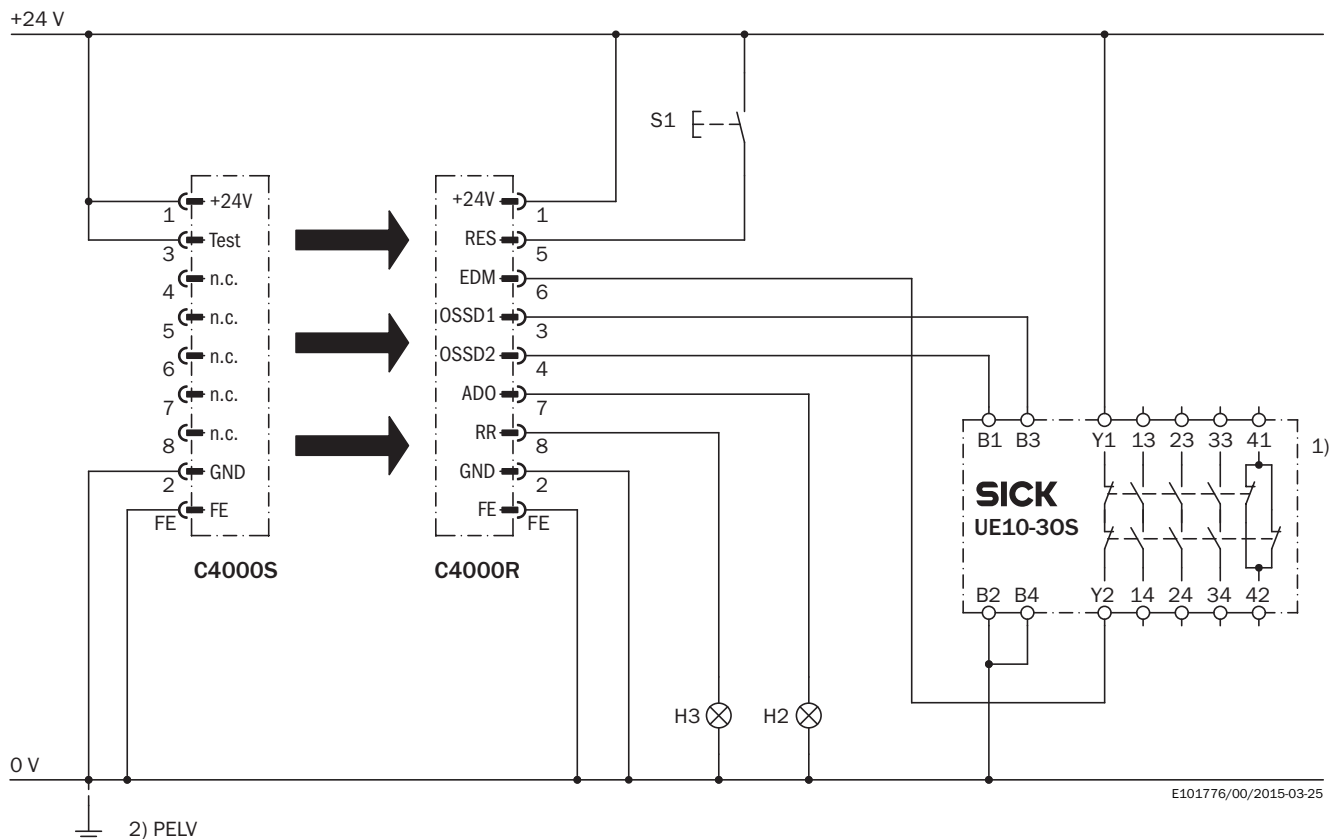 +24 V
S1
+24V
1
Test
3
n.c.
4
n.c.
5
n.c.
6
n.c.
7
n.c.
8
GND
2
FE
FE
C4000S
+24V
1
RES
5
EDM
6
OSSD1
3
OSSD2
4
ADO
7
RR
8
GND
2
FE
FE
C4000R
B1 B3 Y1 13 23 33 41
1)
SICK
UE10-30S
B2 B4 Y2 14 24 34 42
H3 H2
0 V
E101776/00/2015-03-25
2) PELV